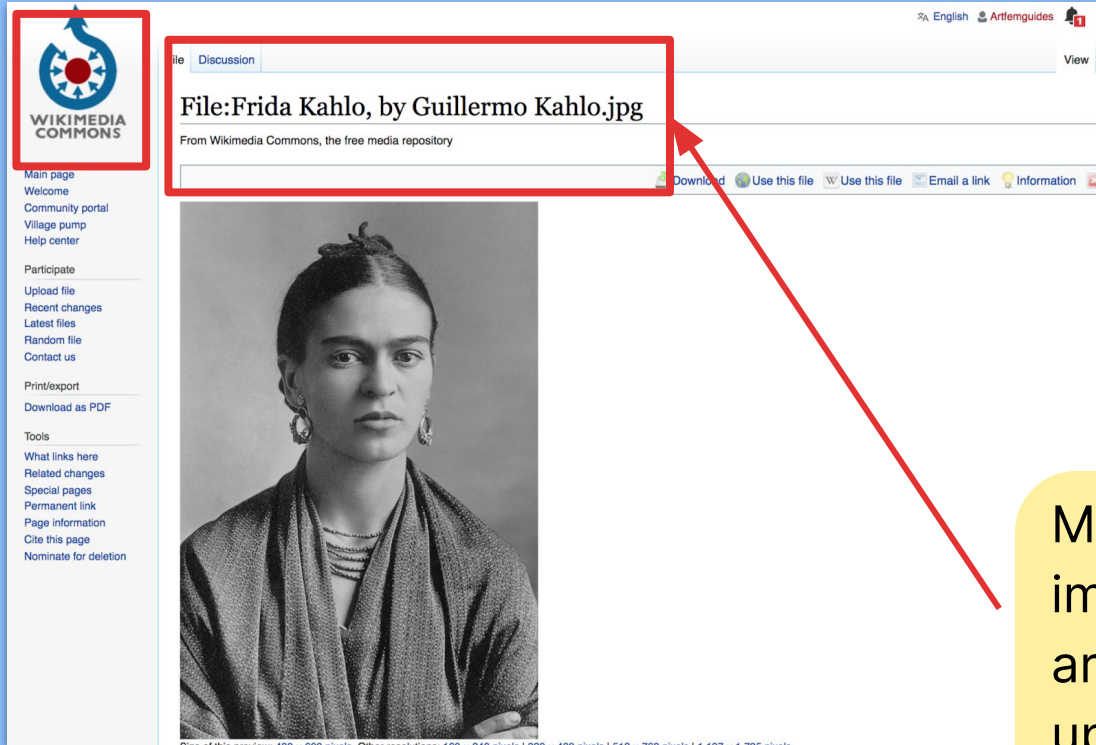 English Artfemguides 1
WIKIMEDIA
COMMONS
ile Discussion View
File:Frida Kahlo, by Guillermo Kahlo.jpg
From Wikimedia Commons, the free media repository
Download Use this file W Use this file Email a link Information
Main page
Welcome
Community portal
Village pump
Help center
Participate
Upload file
Recent changes
Latest files
Random file
Contact us
Print/export
Download as PDF
Tools
What links here
Related changes
Special pages
Permanent link
Page information
Cite this page
Nominate for deletion
M
im
ar
up